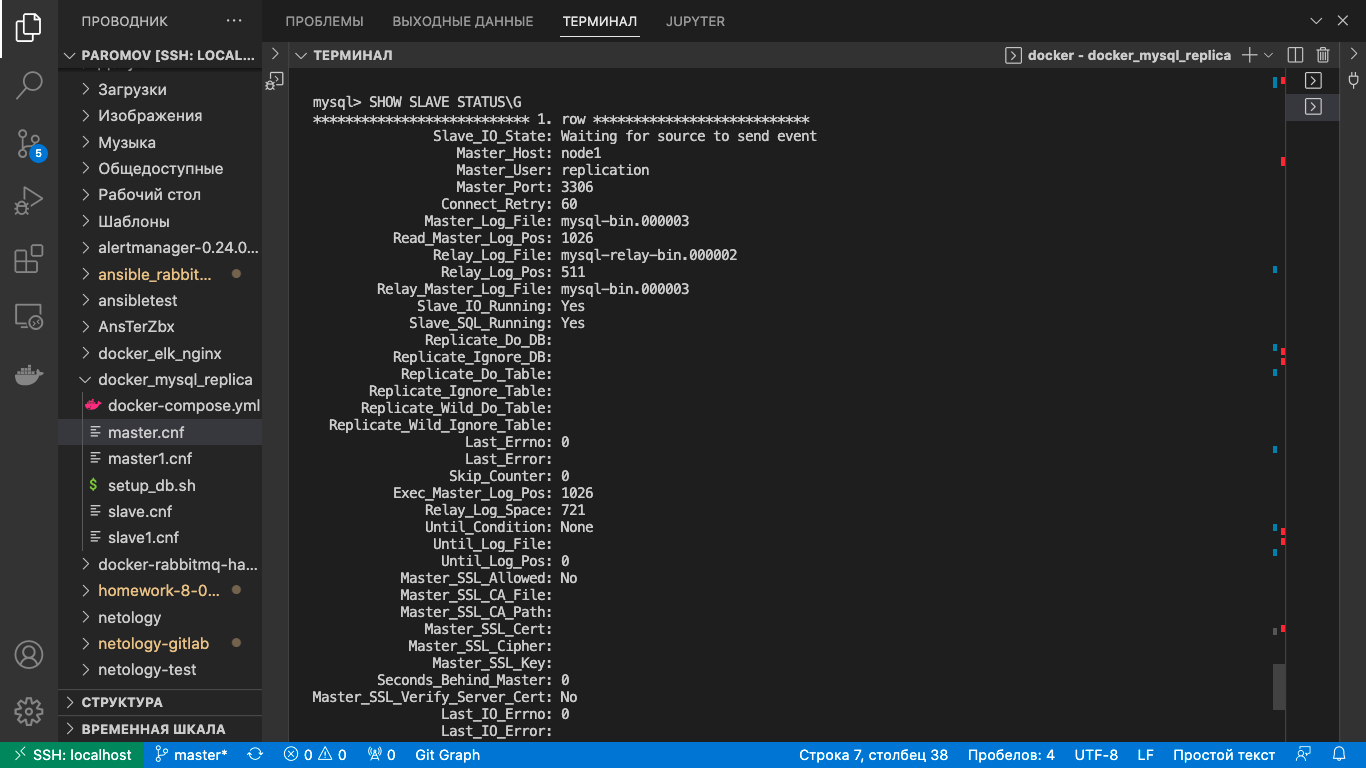 ПРОВОДНИК
ПРОБЛЕМЫ ВЫХОДНЫЕ ДАННЫЕ ТЕРМИНАЛ JUPYTER
PAROMOV [SSH: LOCAL...
ТЕРМИНАЛ
docker - docker_mysql_replica
Загрузки
Изображения
Музыка
Общедоступные
Рабочий стол
Шаблоны
alertmanager-0.24.0...
ansible_rabbit...
ansibletest
AnsTerZbx
docker_elk_nginx
docker_mysql_replica
docker-compose.yml
master.cnf
master1.cnf
$ setup_db.sh
slave.cnf
slave1.cnf
docker-rabbitmq-ha...
homework-8-0...
netology
netology-gitlab
netology-test
СТРУКТУРА
ВРЕМЕННАЯ ШКАЛА
5
mysql> SHOW SLAVE STATUS\G
*************************** 1. row ***************************
Slave_IO_State: Waiting for source to send event
Master_Host: node1
Master_User: replication
Master_Port: 3306
Connect_Retry: 60
Master_Log_File: mysql-bin.000003
Read_Master_Log_Pos: 1026
Relay_Log_File: mysql-relay-bin.000002
Relay_Log_Pos: 511
Relay_Master_Log_File: mysql-bin.000003
Slave_IO_Running: Yes
Slave_SQL_Running: Yes
Replicate_Do_DB:
Replicate_Ignore_DB:
Replicate_Do_Table:
Replicate_Ignore_Table:
Replicate_Wild_Do_Table:
Replicate_Wild_Ignore_Table:
Last_Errno: 0
Last_Error:
Skip_Counter: 0
Exec_Master_Log_Pos: 1026
Relay_Log_Space: 721
Until_Condition: None
Until_Log_File:
Until_Log_Pos: 0
Master_SSL_Allowed: No
Master_SSL_CA_File:
Master_SSL_CA_Path:
Master_SSL_Cert:
Master_SSL_Cipher:
Master_SSL_Key:
Seconds_Behind_Master: 0
Master_SSL_Verify_Server_Cert: No
Last_IO_Errno: 0
Last_IO_Error:
SSH: localhost master* 0 0 0 Git Graph Строка 7, столбец 38 Пробелов: 4 UTF-8 LF Простой текст